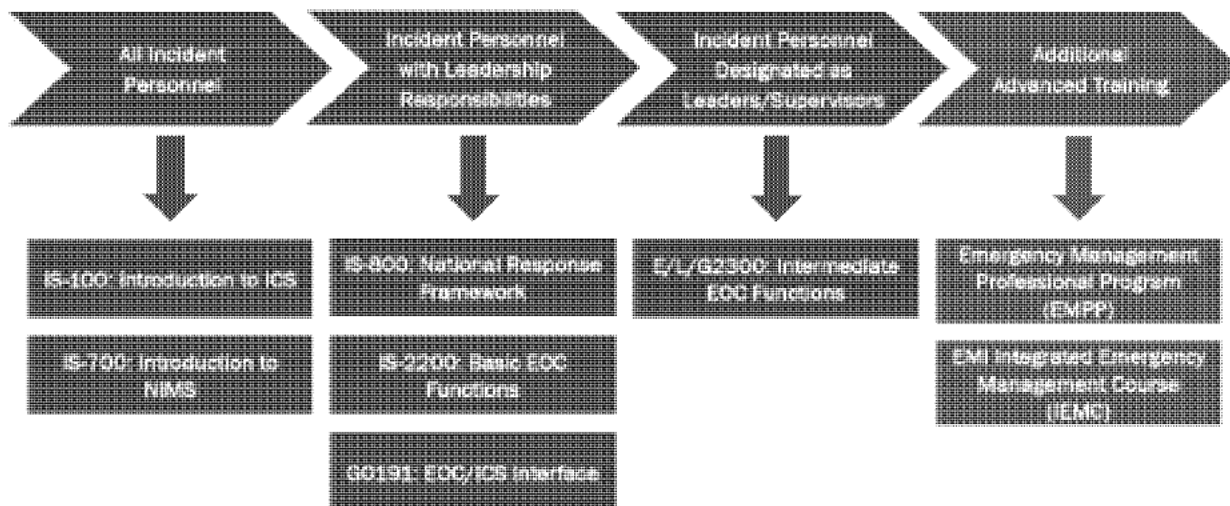 All Incident
Personnel
Incident Personnel
with Leadership
Responsibilities
Incident Personnel
Designated as
Leaders/Supervisors
Additional
Advanced Training
IS-100: Introduction to ICS
IS-700: Introduction to
NIMS
IS-800: National Response
Framework
IS-2200: Basic EOC
Functions
G0191: EOC/ICS Interface
E/L/G2300: Intermediate
EOC Functions
Emergency Management
Professional Program
(EMPP)
EMI Integrated Emergency
Management Course
(IEMC)